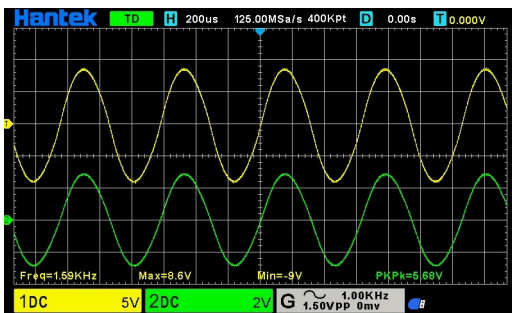 Hantek TD H 200us 125.00MSa/s 400Kpt D 0.00s T 0.000V
T
Freq=1.59KHz Max=8.6V Min=-9V PKPk=5.68V
1DC 5V 2DC 2V G 1.00KHz
1.50VPP 0mv